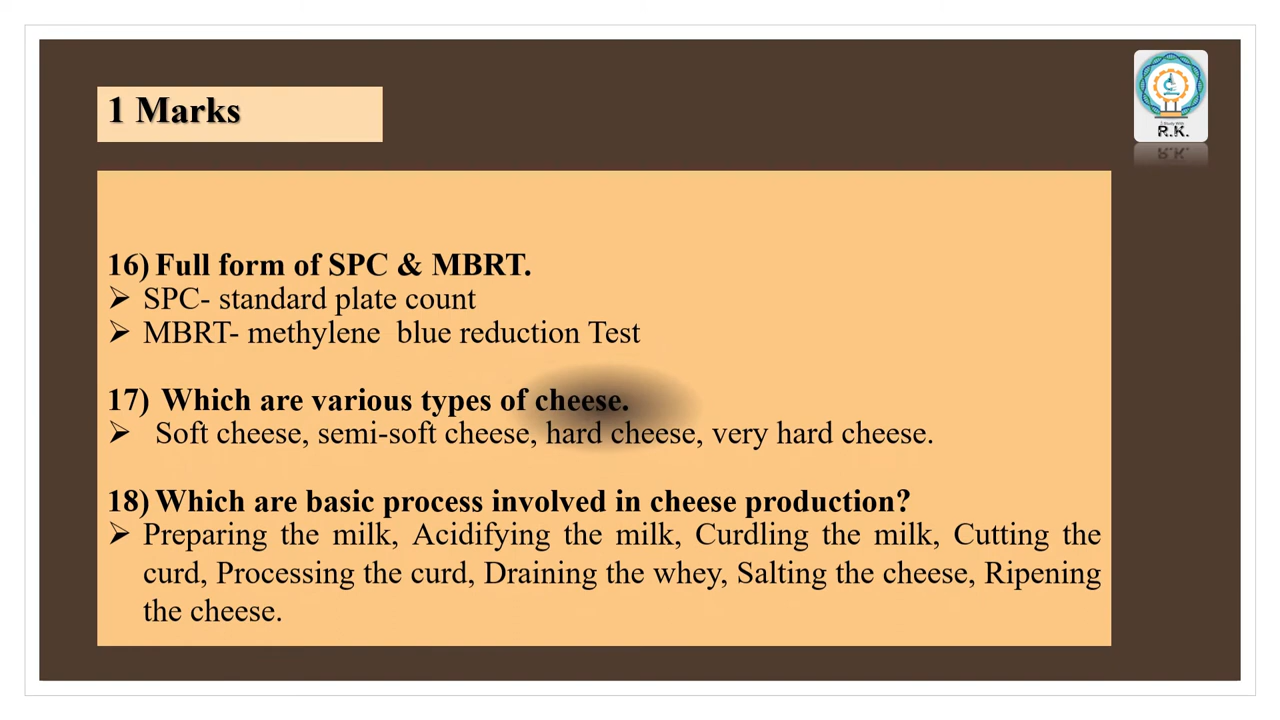 1 Marks
R.K.
16) Full form of SPC & MBRT.
➢ SPC- standard plate count
➢ MBRT- methylene blue reduction Test
17) Which are various types of cheese.
➢ Soft cheese, semi-soft cheese, hard cheese, very hard cheese.
18) Which are basic process involved in cheese production?
➢ Preparing the milk, Acidifying the milk, Curdling the milk, Cutting the
curd, Processing the curd, Draining the whey, Salting the cheese, Ripening
the cheese.